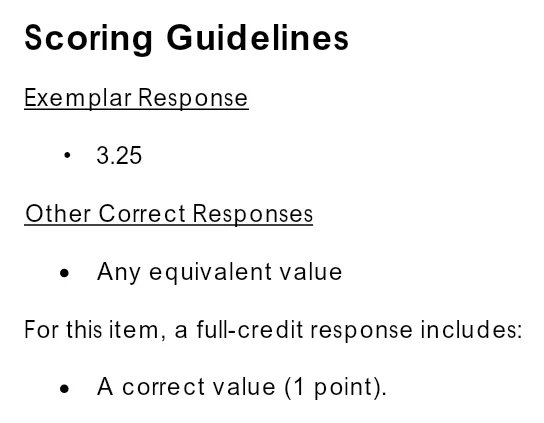 Scoring Guidelines
Exemplar Response
• 3.25
Other Correct Responses
• Any equivalent value
For this item, a full-credit response includes:
• A correct value (1 point).